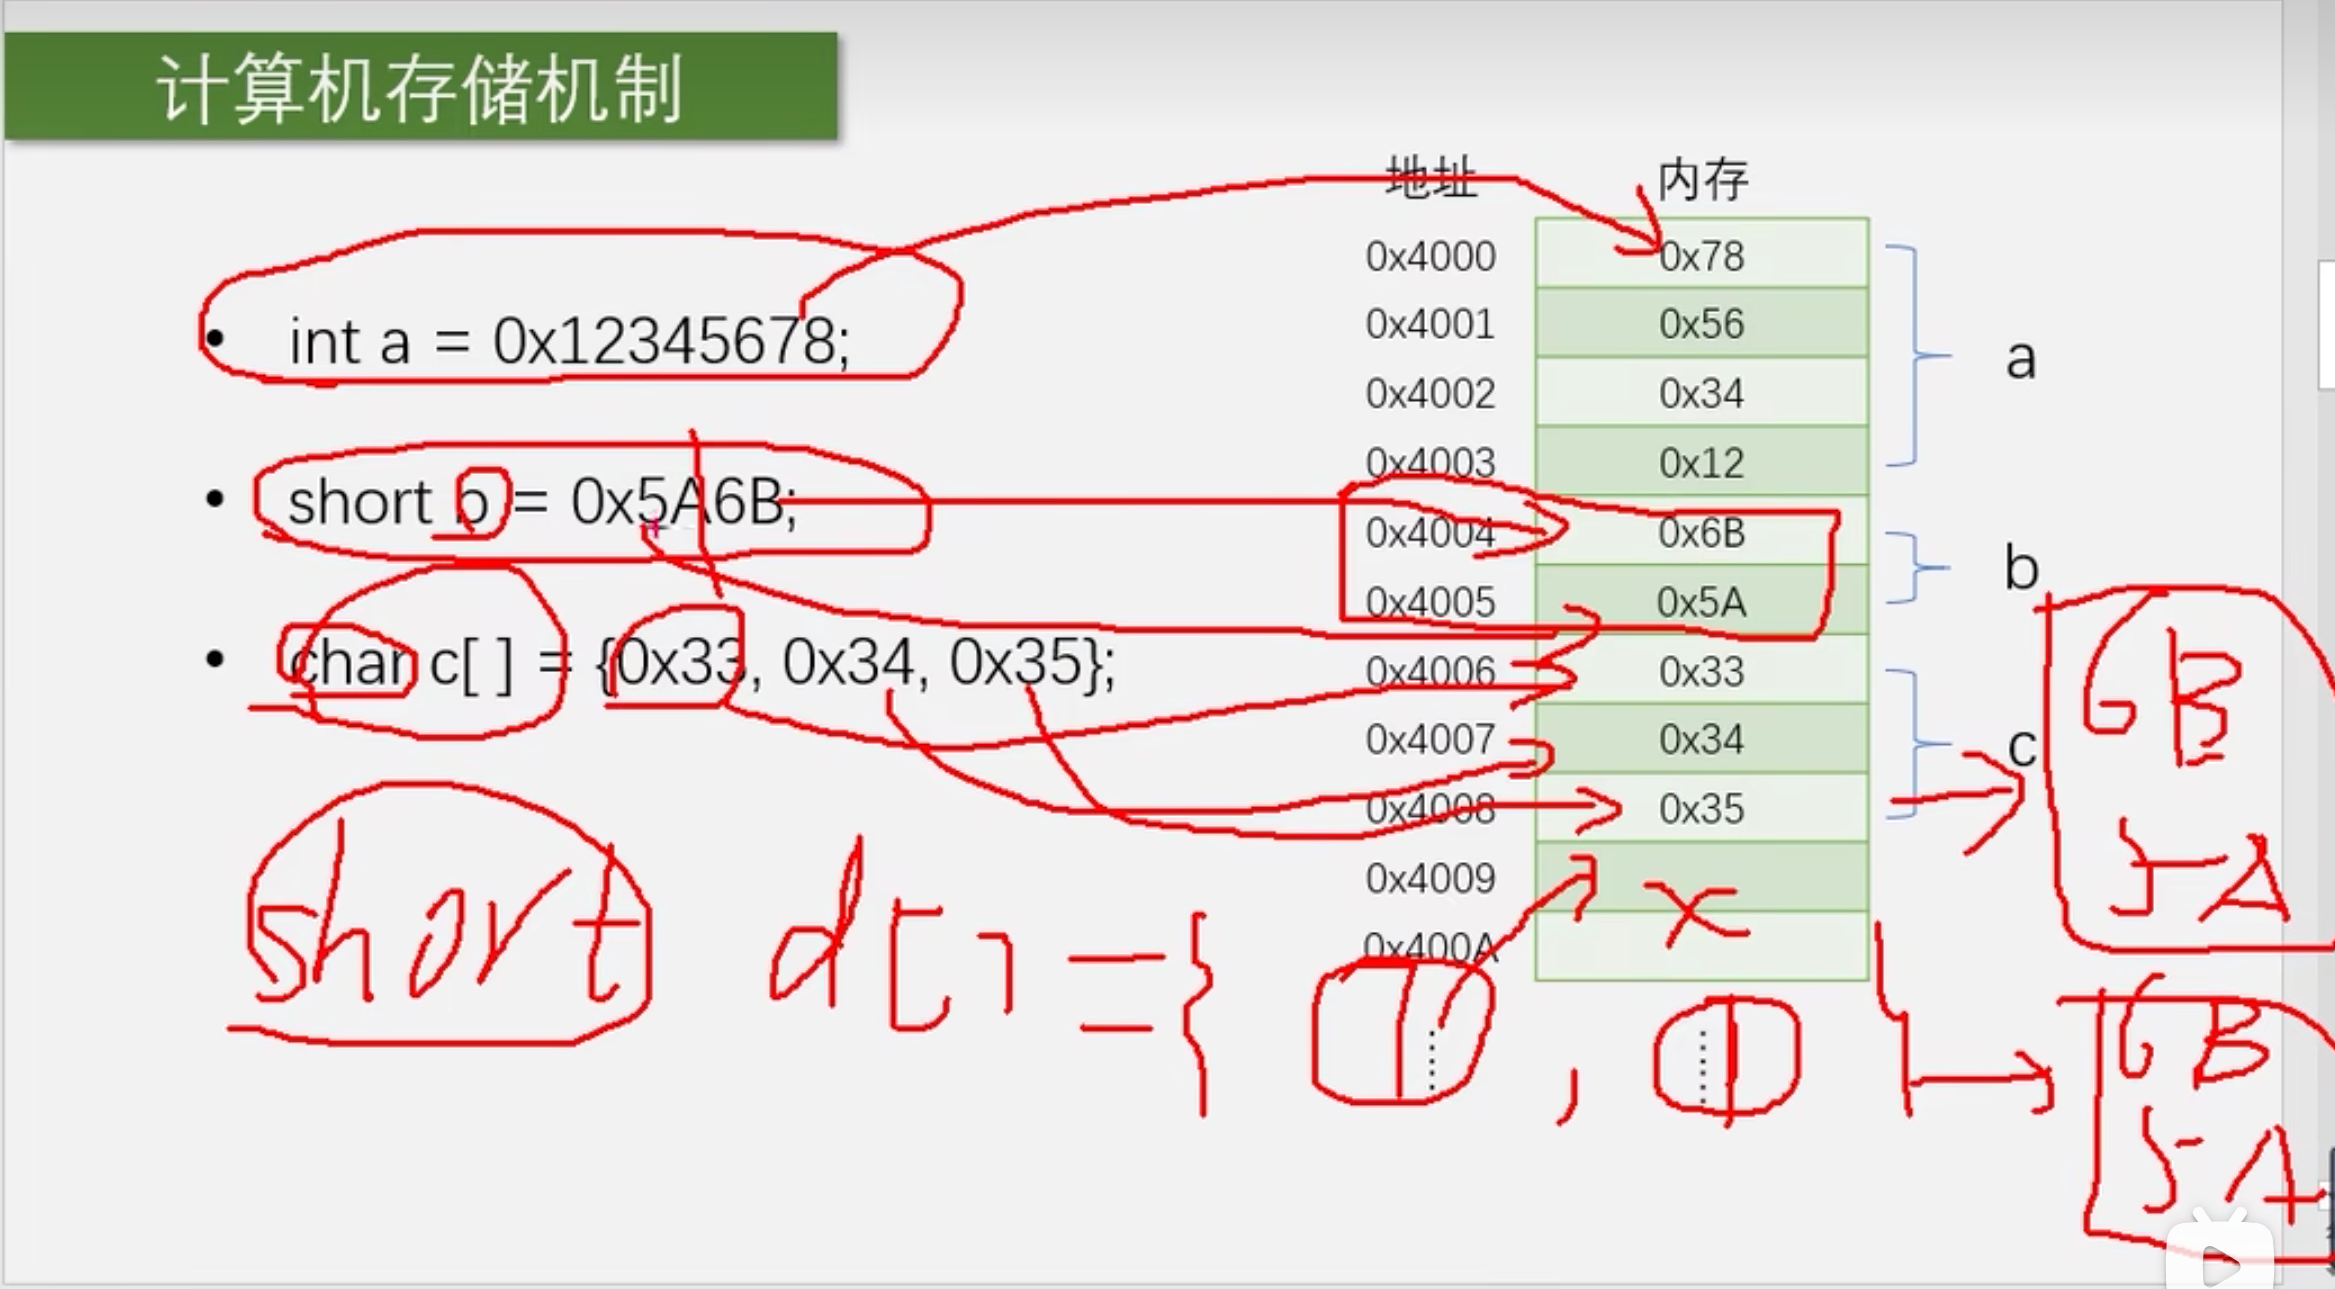 计算机存储机制
地址 内存
0x4000 0x78
• int a = 0x12345678;
0x4001 0x56
a
0x4002 0x34
0x4003 0x12
• short b = 0x5A6B;
0x4004 0x6B
b
0x4005 0x5A
• char c[ ] = {0x33, 0x34, 0x35};
0x4006 0x33
6B
0x4007 0x34
c
0x4008 0x35
5A
0x4009 x
0x400A
short d[ ] = { , }
6B
5A